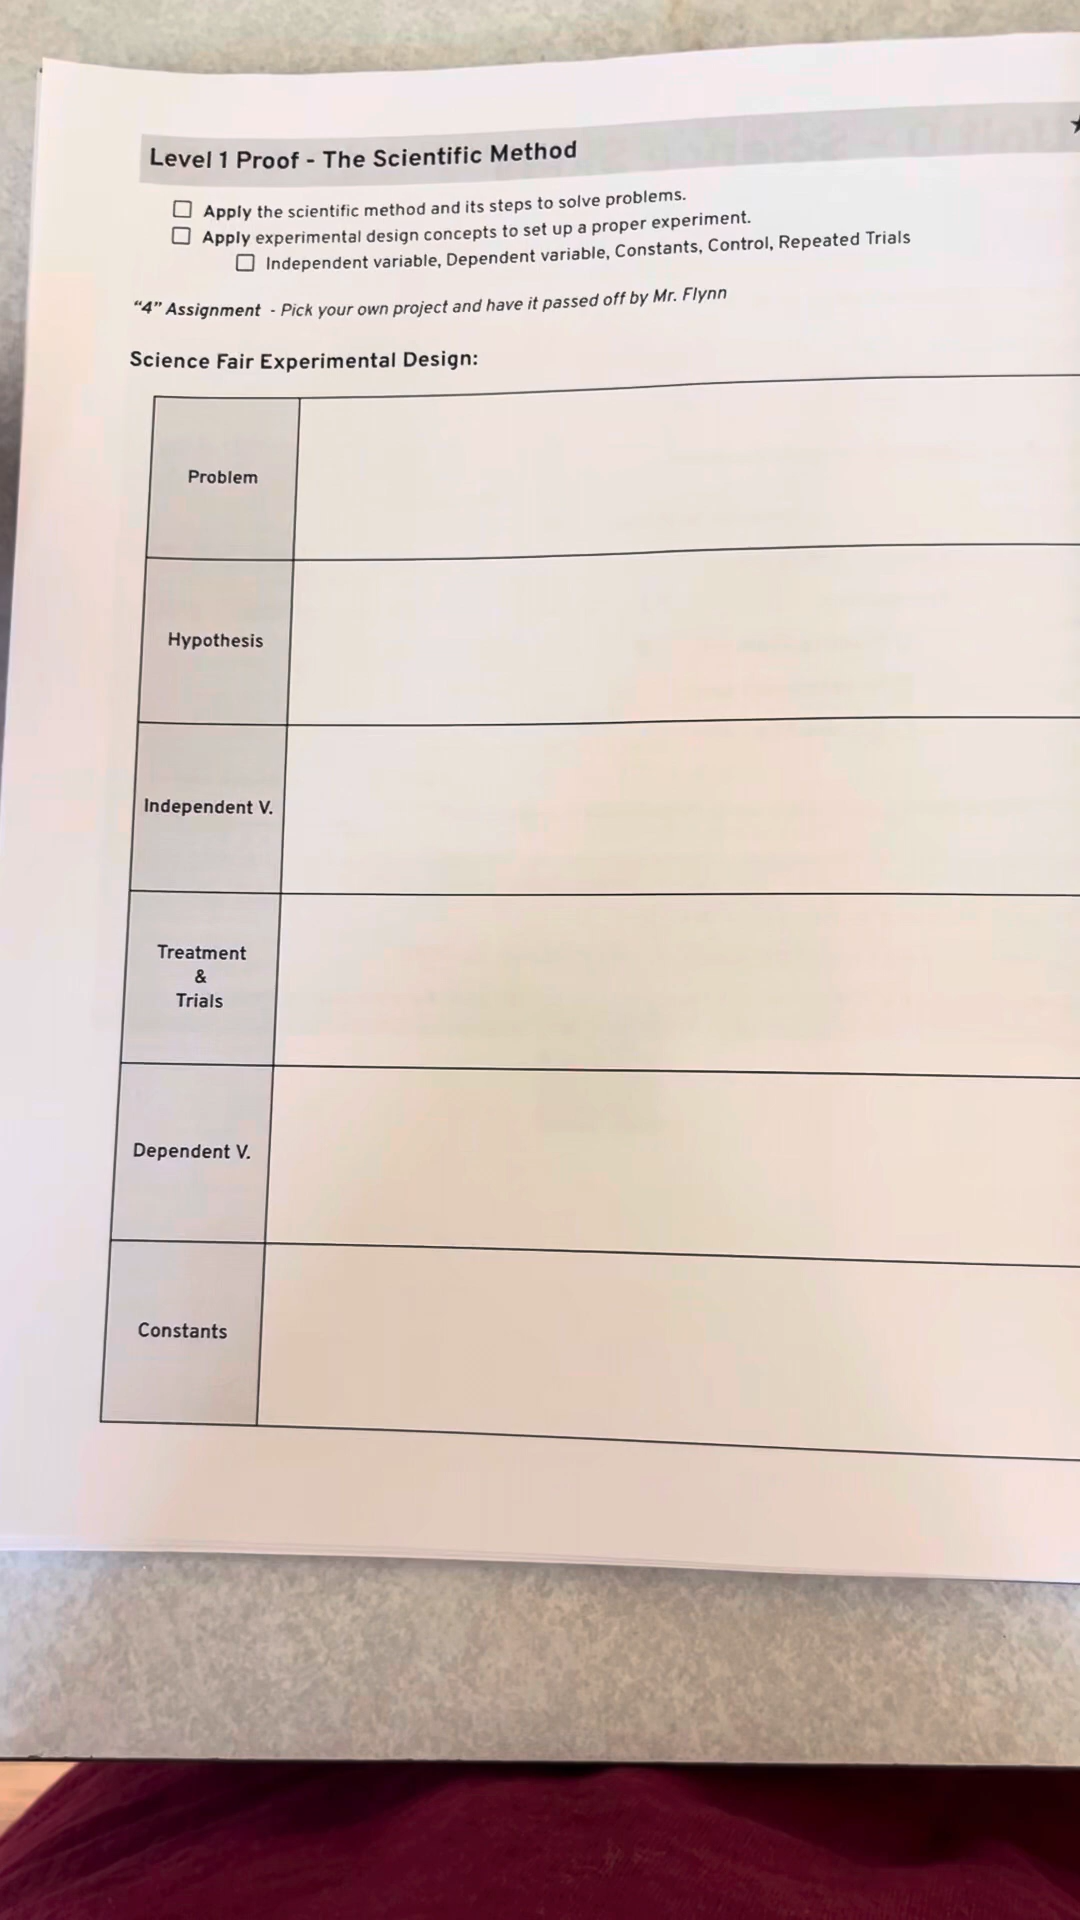 Level 1 Proof - The Scientific Method
Apply the scientific method and its steps to solve problems.
Apply experimental design concepts to set up a proper experiment.
Independent variable, Dependent variable, Constants, Control, Repeated Trials
“4” Assignment - Pick your own project and have it passed off by Mr. Flynn
Science Fair Experimental Design:
Problem
Hypothesis
Independent V.
Treatment
&
Trials
Dependent V.
Constants